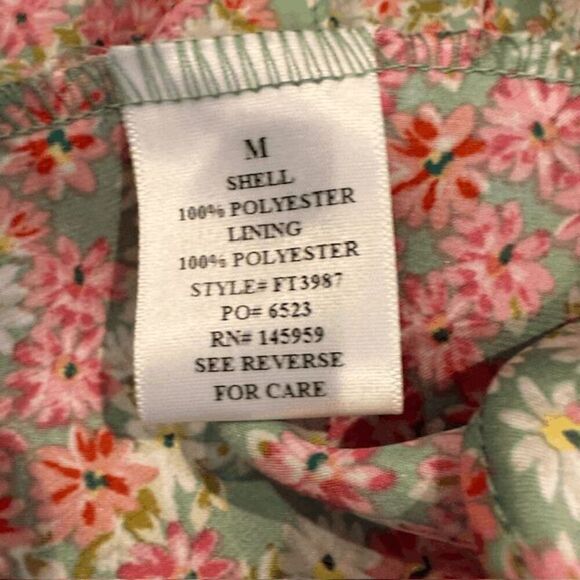 M
SHELL
100% POLYESTER
LINING
100% POLYESTER
STYLE= FT3987
PO= 6523
RN# 145959
SEE REVERSE
FOR CARE